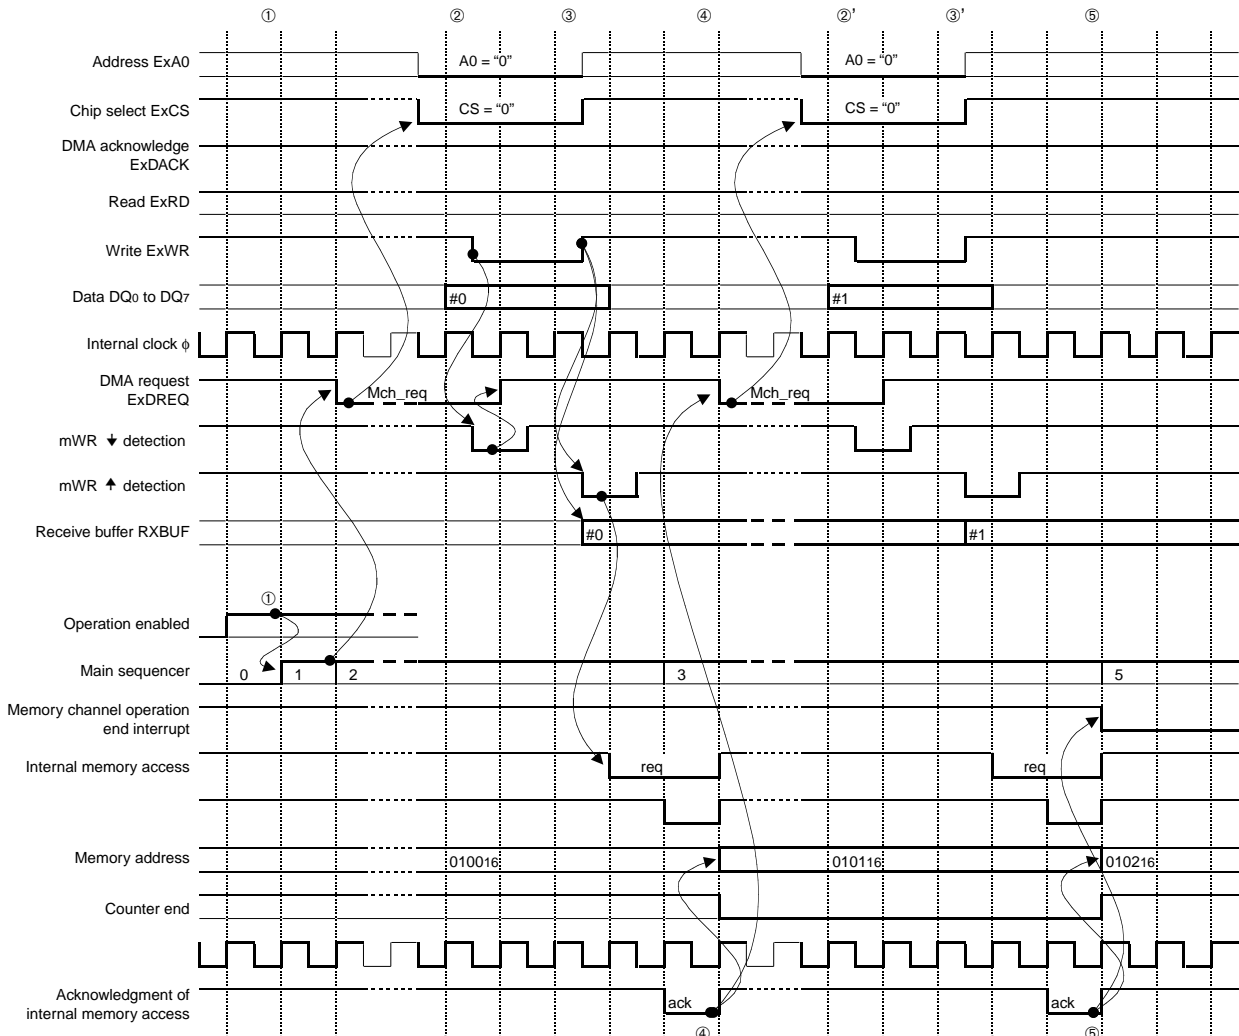 ① ② ③ ④ ②’ ③’ ⑤
Address ExA0
A0 = “0”
A0 = “0”
Chip select ExCS
CS = “0”
CS = “0”
DMA acknowledge
ExDACK
Read ExRD
Write ExWR
Data DQ0 to DQ7
#0
#1
Internal clock ϕ
DMA request
ExDREQ
Mch_req
Mch_req
mWR ↓ detection
mWR ↑ detection
Receive buffer RXBUF
#0
#1
①
Operation enabled
Main sequencer
0 1 2 3 5
Memory channel operation
end interrupt
Internal memory access
req
req
Memory address
010016
010116
010216
Counter end
Acknowledgment of
internal memory access
ack
ack
④ ⑤